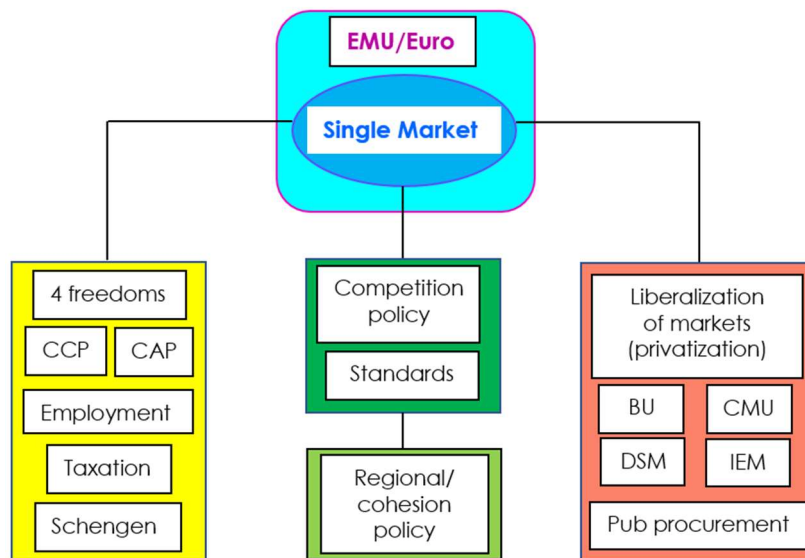 EMU/Euro
Single Market
4 freedoms
CCP
CAP
Employment
Taxation
Schengen
Competition
policy
Standards
Regional/
cohesion
policy
Liberalization
of markets
(privatization)
BU
CMU
DSM
IEM
Pub procurement